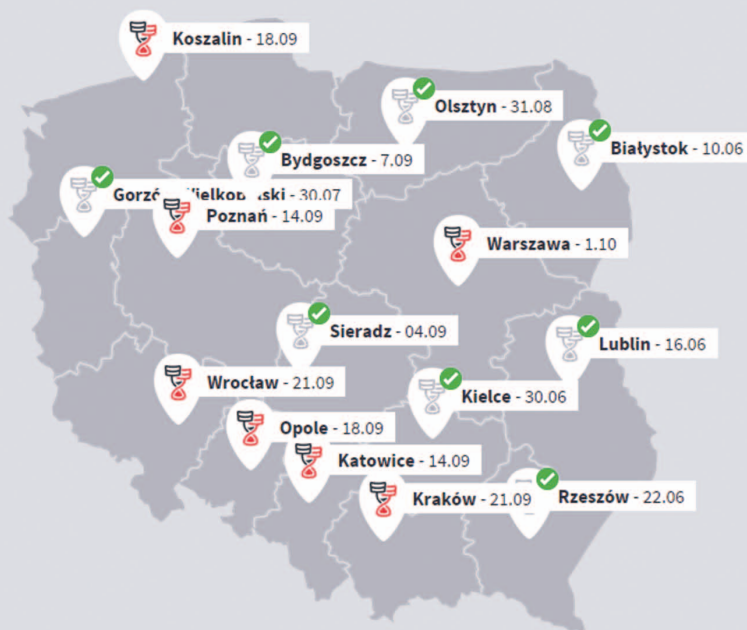 Koszalin - 18.09
Olsztyn - 31.08
Białystok - 10.06
Bydgoszcz - 7.09
- 30.07
Poznań - 14.09
Warszawa - 1.10
Sieradz - 04.09
Lublin - 16.06
Wrocław - 21.09
Kielce - 30.06
Opole - 18.09
Katowice - 14.09
Kraków - 21.09
Rzeszów - 22.06